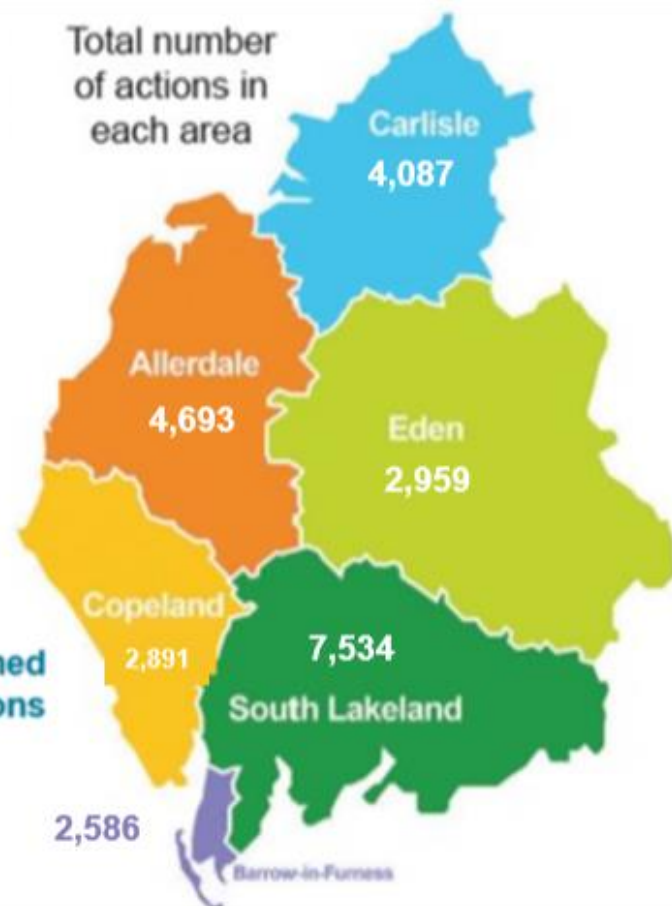 Total number
of actions in
each area
Carlisle
4,087
Allerdale
4,693
Eden
2,959
Copeland
2,891
7,534
South Lakeland
ons
2,586
Barrow-in-Furness